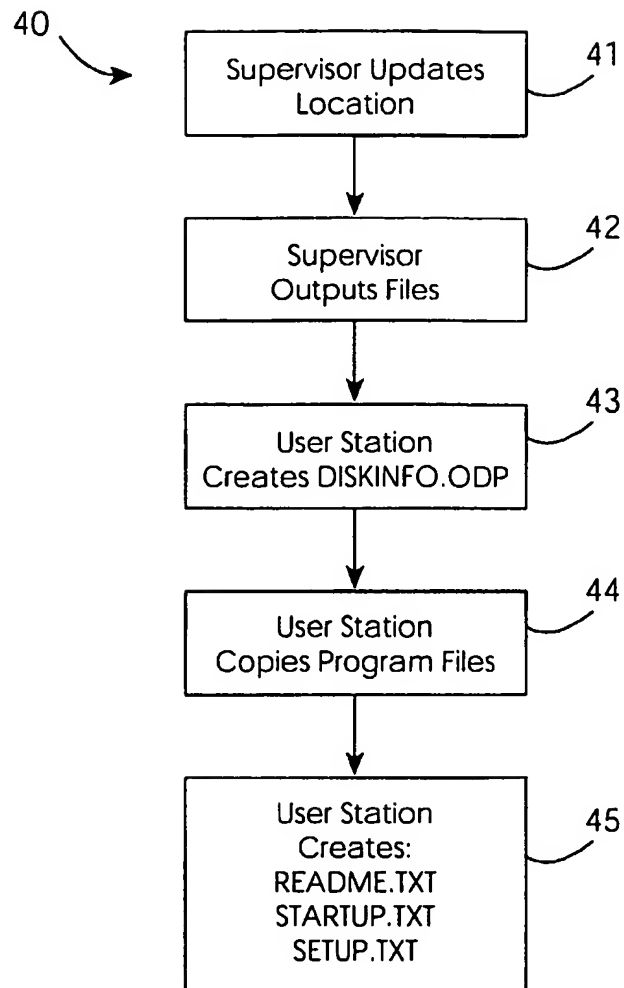 40
Supervisor Updates
Location
41
Supervisor
Outputs Files
42
User Station
Creates DISKINFO.ODP
43
User Station
Copies Program Files
44
User Station
Creates:
README.TXT
STARTUP.TXT
SETUP.TXT
45